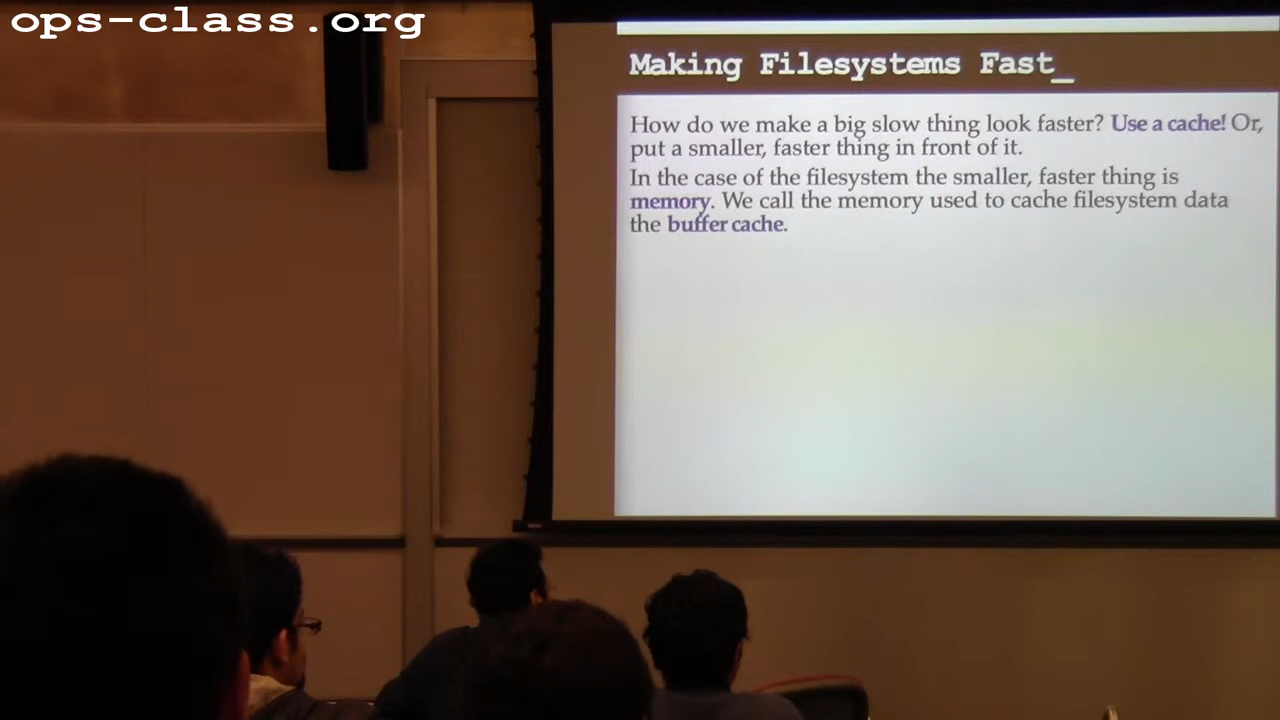 ops-class.org
Making Filesystems Fast_
How do we make a big slow thing look faster? Use a cache! Or,
put a smaller, faster thing in front of it.
In the case of the filesystem the smaller, faster thing is
memory. We call the memory used to cache filesystem data
the buffer cache.